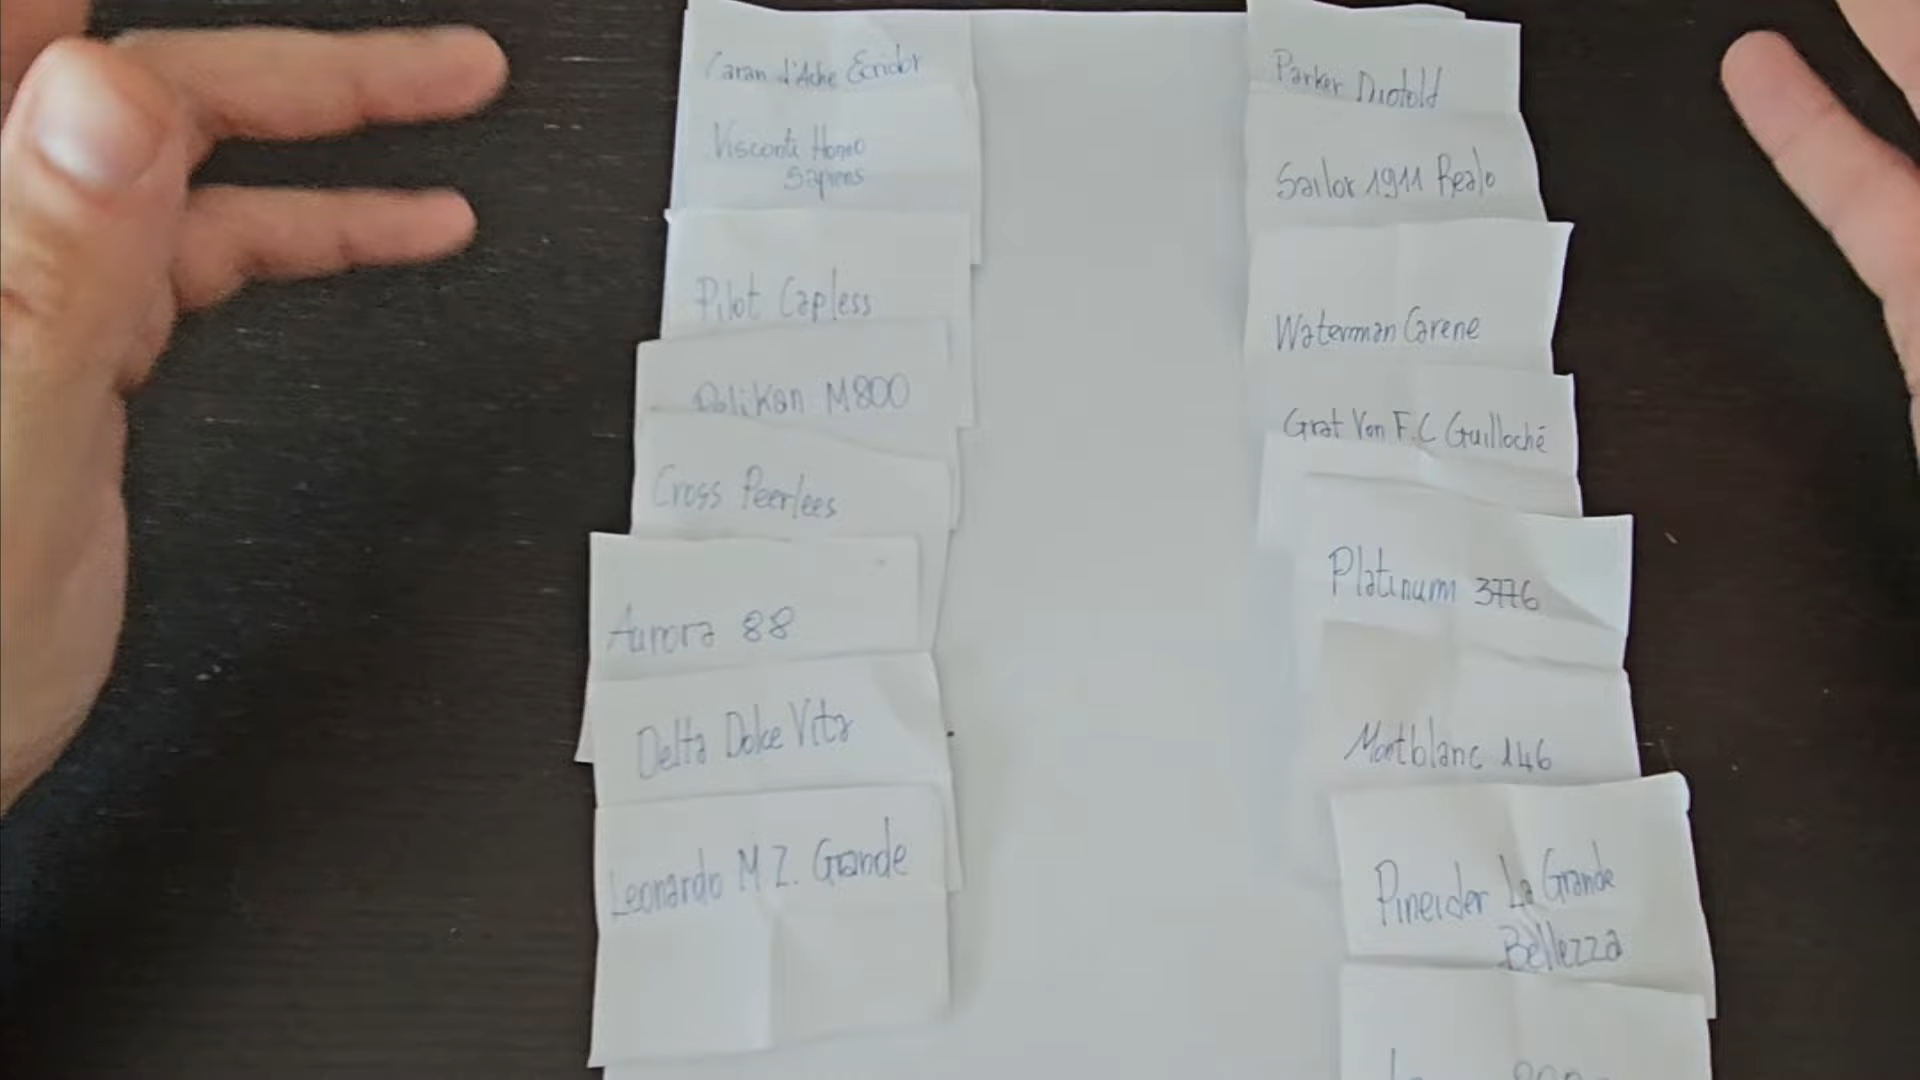 Caran d'Ache Ecridor
Visconti Homo
Sapiens
Pilot Capless
Pelikan M800
Cross Peerlees
Aurora 88
Delta Dolce Vita
Leonardo M Z. Grande
Parker Duofold
Sailor 1911 Realo
Waterman Carene
Graf Von F.C Guilloché
Platinum 3776
Montblanc 146
Pineider La Grande
Bellezza